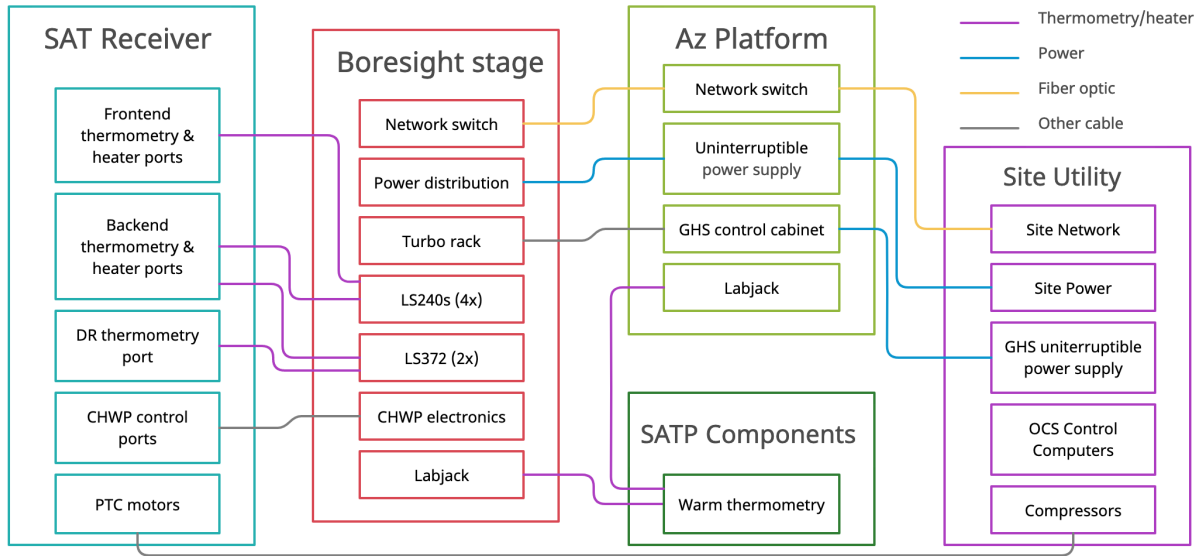 SAT Receiver
Frontend
thermometry &
heater ports
Backend
thermometry &
heater ports
DR thermometry
port
CHWP control
ports
PTC motors
Boresight stage
Network switch
Power distribution
Turbo rack
LS240s (4x)
LS372 (2x)
CHWP electronics
Labjack
Az Platform
Network switch
Uninterruptible
power supply
GHS control cabinet
Labjack
SATP Components
Warm thermometry
Thermometry/heater
Power
Fiber optic
Other cable
Site Utility
Site Network
Site Power
GHS uniterruptible
power supply
OCS Control
Computers
Compressors